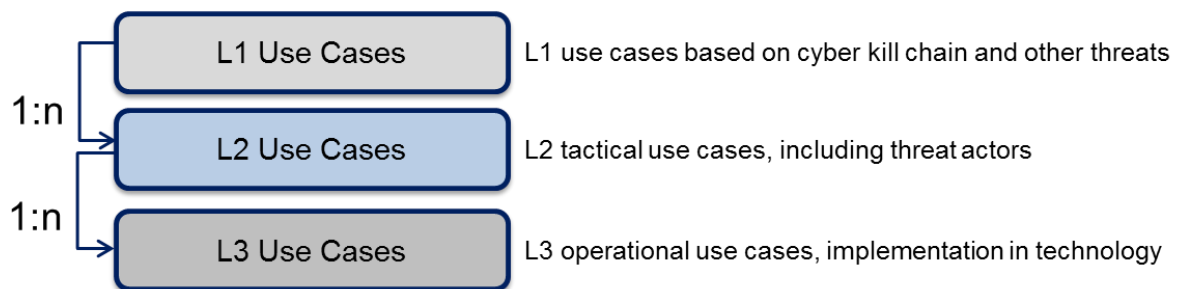 L1 Use Cases
L1 use cases based on cyber kill chain and other threats
1:n
L2 Use Cases
L2 tactical use cases, including threat actors
1:n
L3 Use Cases
L3 operational use cases, implementation in technology